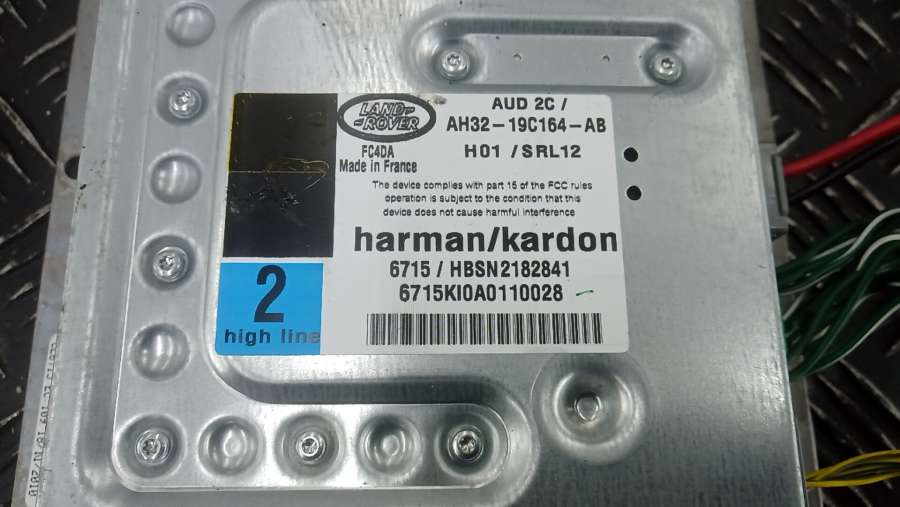 LAND-
-ROVER
AUD 2C /
AH32-19C164-AB
FC4DA
H01 / SRL12
Made in France
The device complies with part 15 of the FCC rules
operation is subject to the condition that this
device does not cause harmful interference
harman/kardon
6715 / HBSN2182841
6715KI0A0110028
2
high line